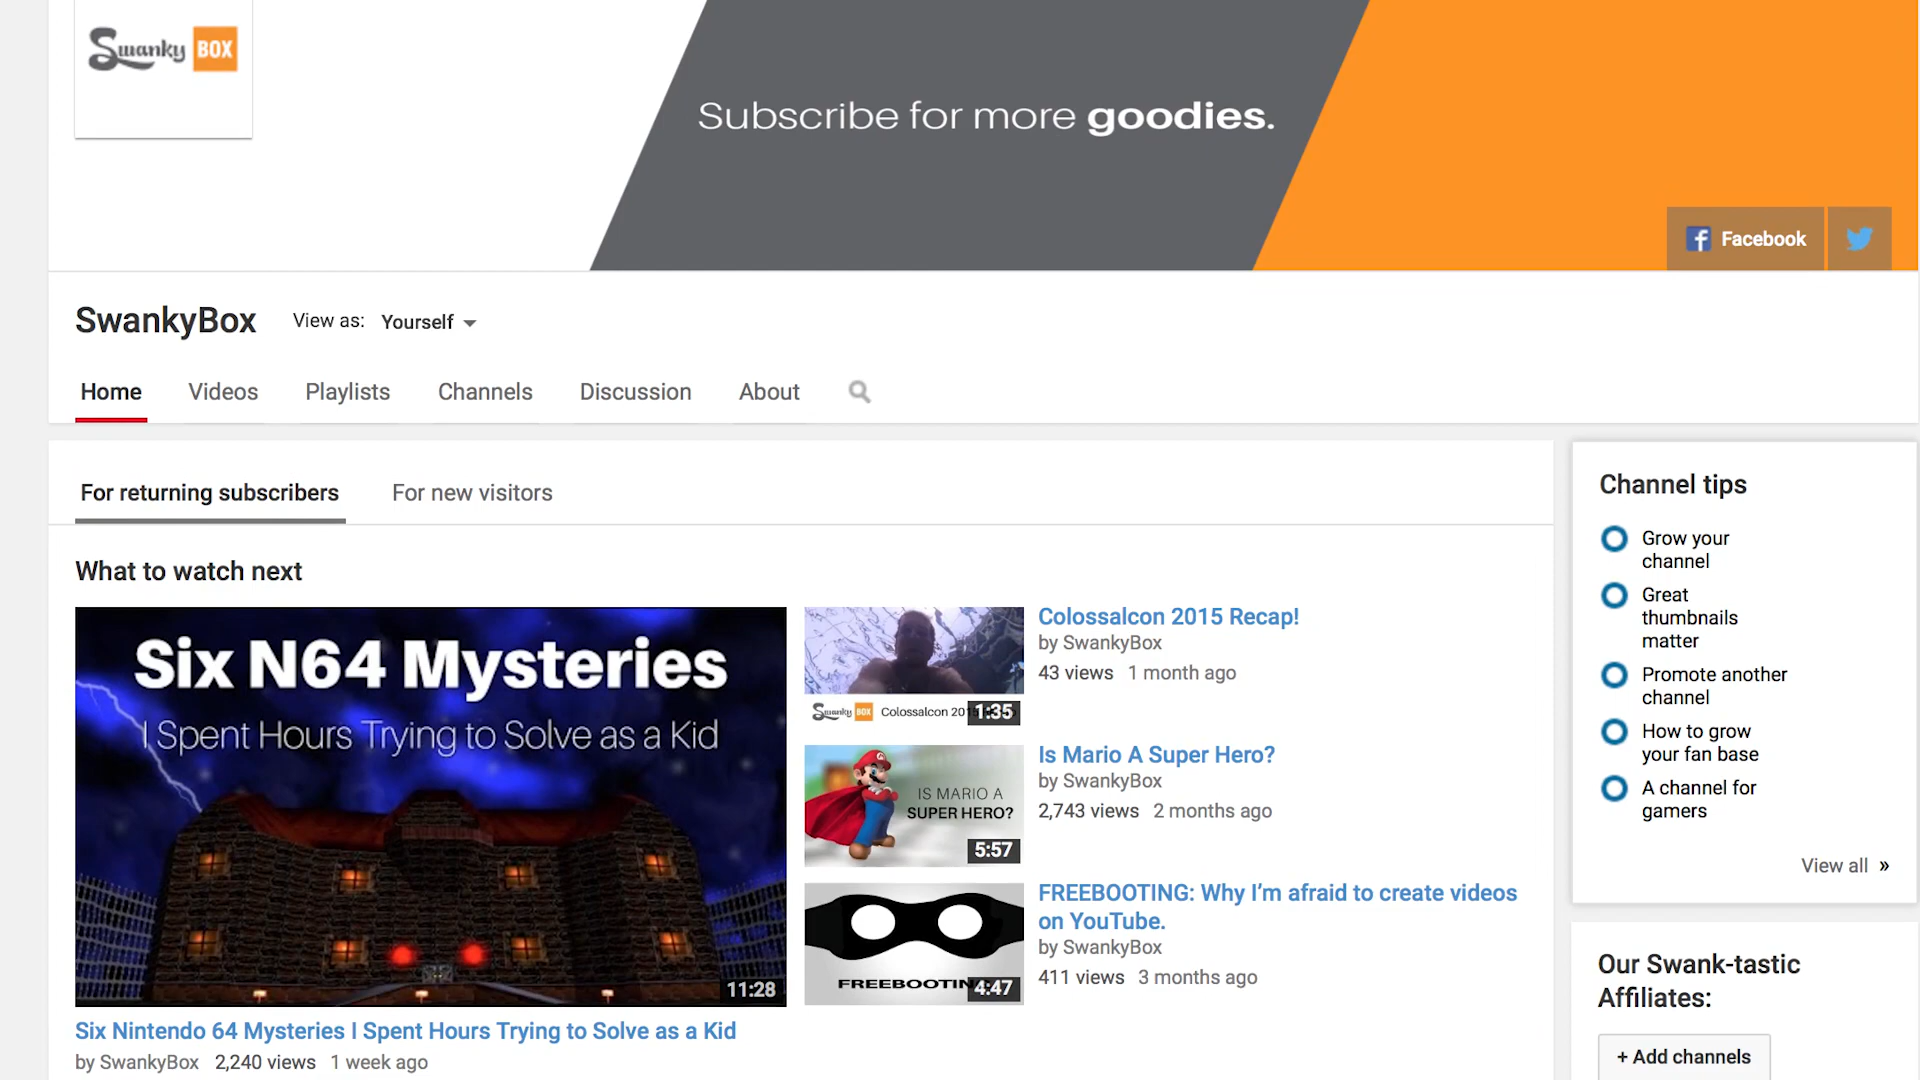 Swanky BOX
Subscribe for more goodies.
Facebook
SwankyBox
View as: Yourself
Home Videos Playlists Channels Discussion About
For returning subscribers For new visitors
What to watch next
Six N64 Mysteries
I Spent Hours Trying to Solve as a Kid
11:28
Six Nintendo 64 Mysteries I Spent Hours Trying to Solve as a Kid
by SwankyBox 2,240 views 1 week ago
Swanky BOX Colossalcon 201
1:35
Colossalcon 2015 Recap!
by SwankyBox
43 views 1 month ago
IS MARIO A
SUPER HERO?
5:57
Is Mario A Super Hero?
by SwankyBox
2,743 views 2 months ago
FREEBOOTIN
4:47
FREEBOOTING: Why I'm afraid to create videos
on YouTube.
by SwankyBox
411 views 3 months ago
Channel tips
Grow your
channel
Great
thumbnails
matter
Promote another
channel
How to grow
your fan base
A channel for
gamers
View all »
Our Swank-tastic
Affiliates:
+ Add channels